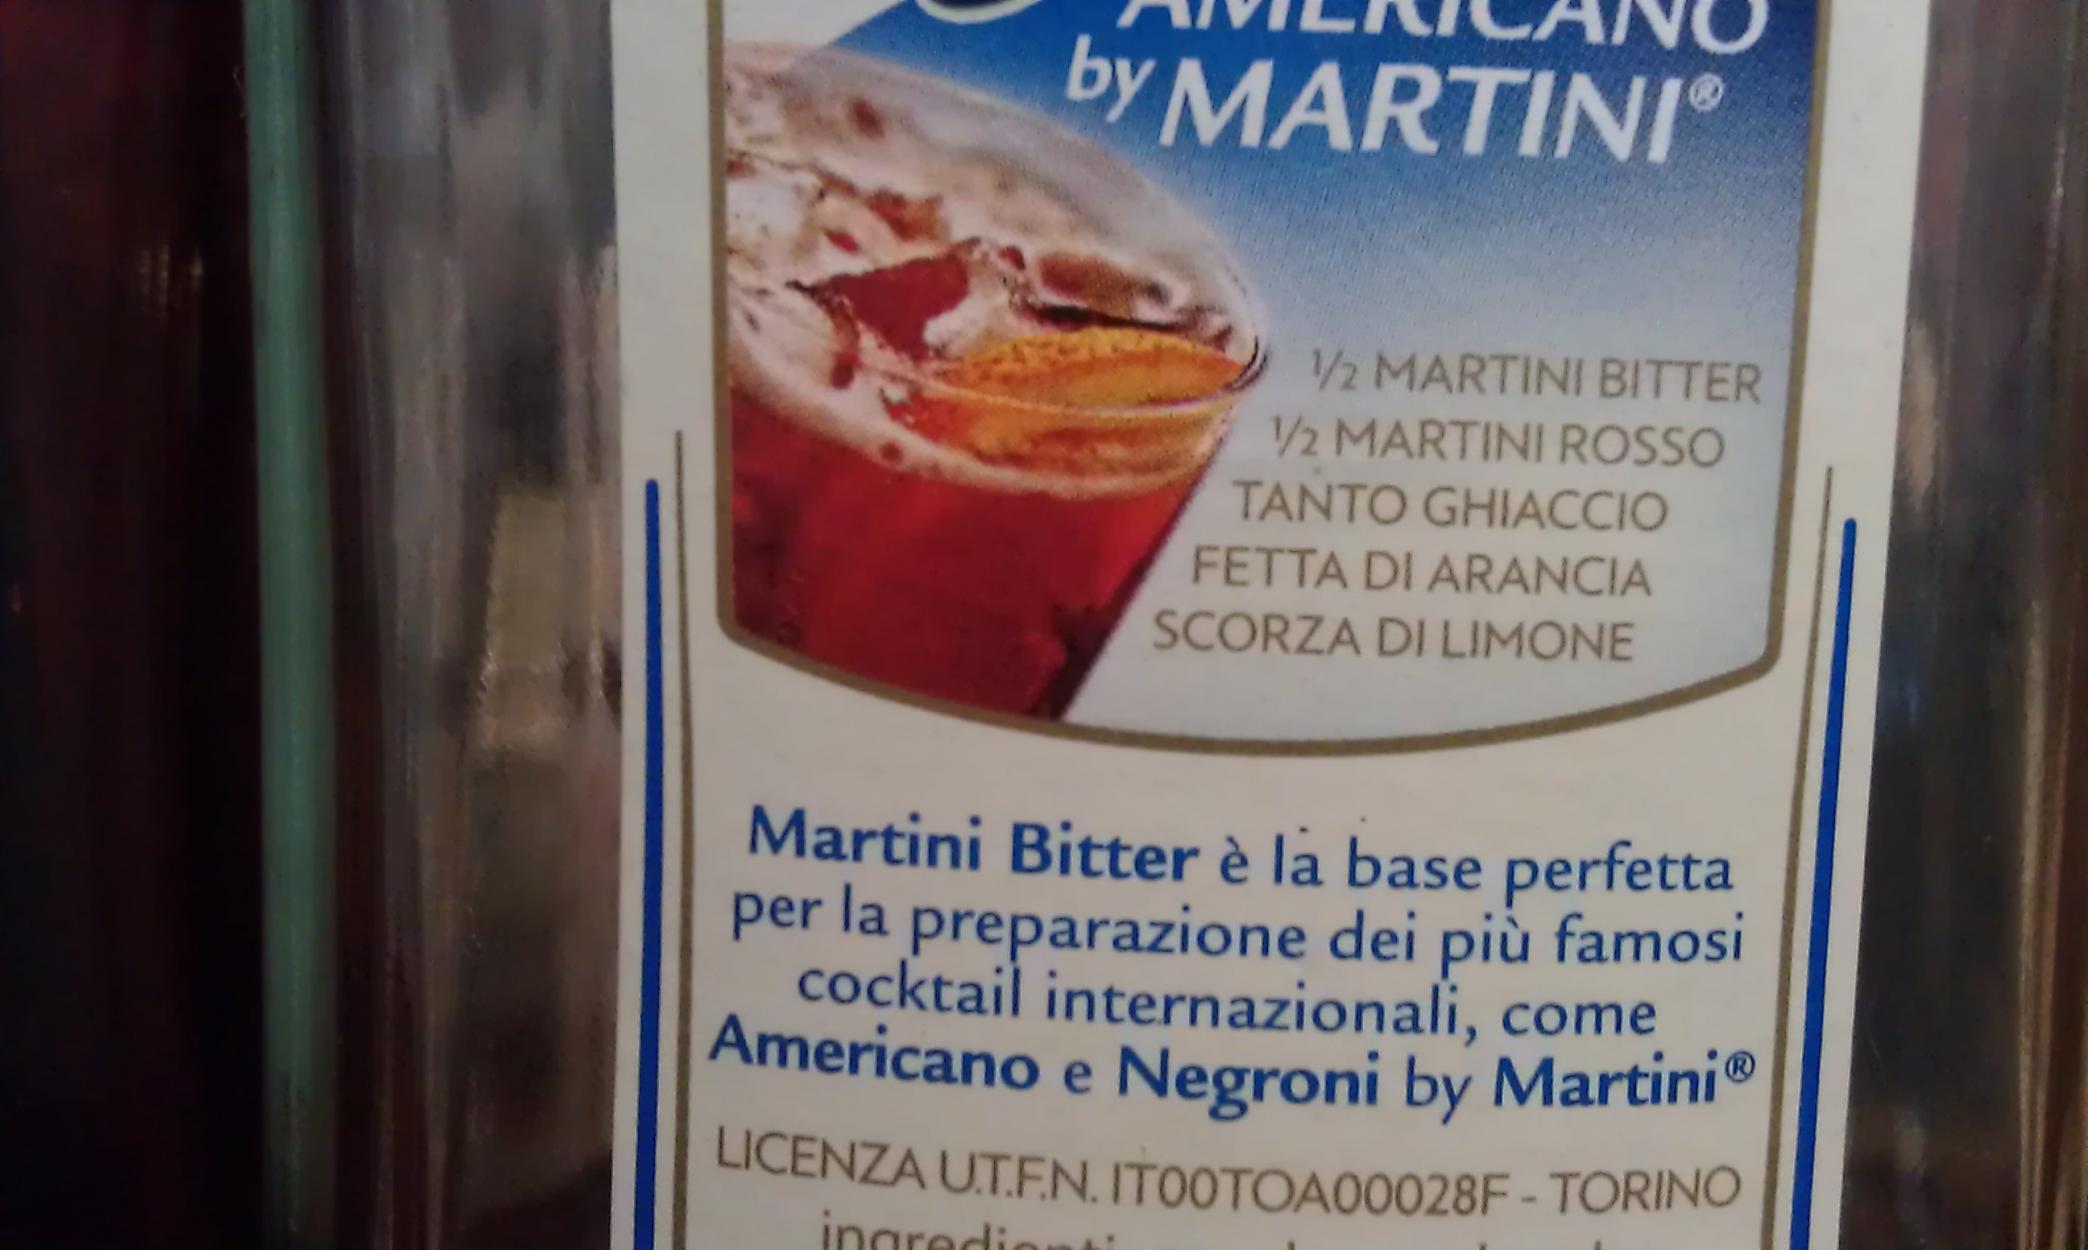 AMERICANO
by MARTINI®
½ MARTINI BITTER
½ MARTINI ROSSO
TANTO GHIACCIO
FETTA DI ARANCIA
SCORZA DI LIMONE
Martini Bitter è la base perfetta
per la preparazione dei più famosi
cocktail internazionali, come
Americano e Negroni by Martini®
LICENZA U.T.F.N. IT00TOA00028F - TORINO
ingredienti